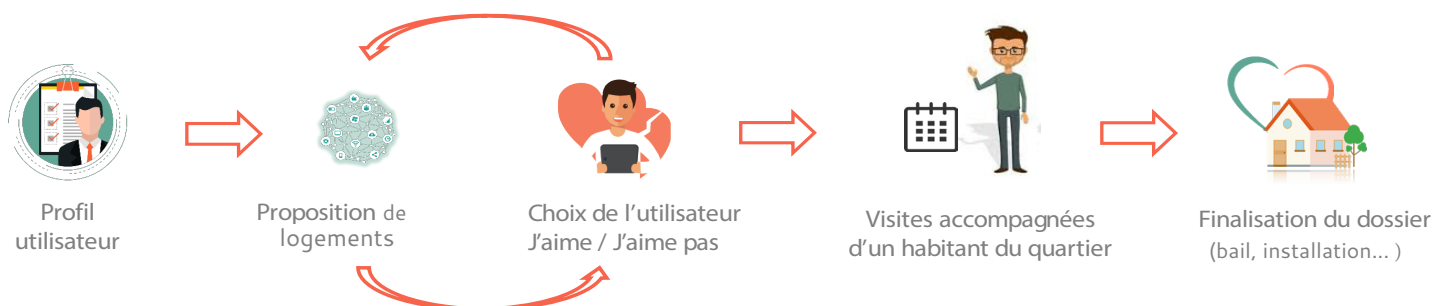 Profil
utilisateur
Proposition de
logements
Choix de l’utilisateur
J’aime / J’aime pas
Visites accompagnées
d’un habitant du quartier
Finalisation du dossier
(bail, installation... )